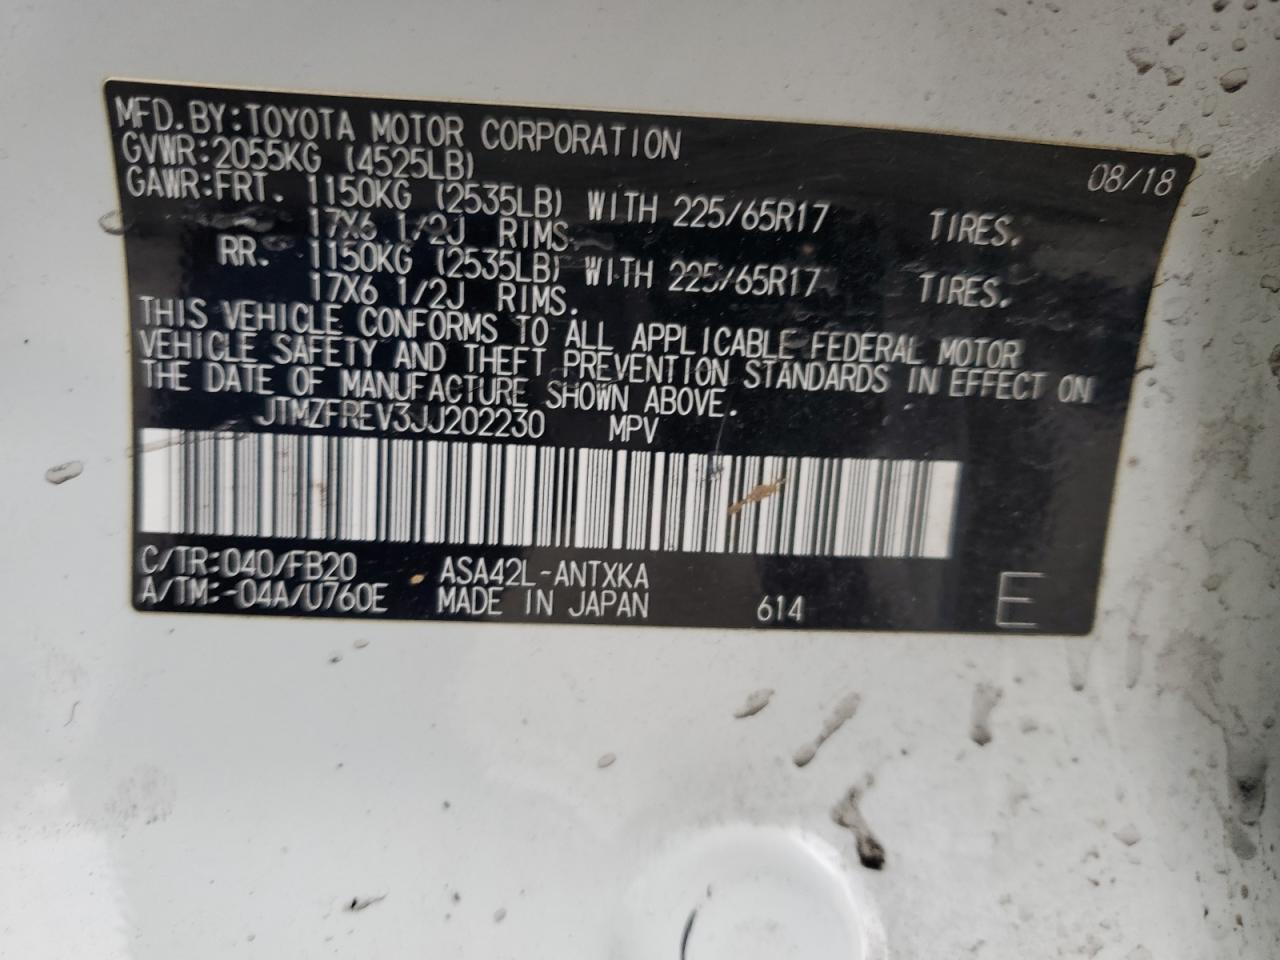 MFD. BY: TOYOTA MOTOR CORPORATION 08/18
GVWR: 2055KG (4525LB)
GAWR: FRT. 1150KG (2535LB) WITH 225/65R17 TIRES.
17X6 1/2J RIMS.
RR. 1150KG (2535LB) WITH 225/65R17 TIRES.
17X6 1/2J RIMS.
THIS VEHICLE CONFORMS TO ALL APPLICABLE FEDERAL MOTOR
VEHICLE SAFETY AND THEFT PREVENTION STANDARDS IN EFFECT ON
THE DATE OF MANUFACTURE SHOWN ABOVE.
JTMZFREV3JJ202230 MPV
C/TR: 040/FB20 ASA42L-ANTXKA
A/TM: -04A/U760E MADE IN JAPAN 614 E